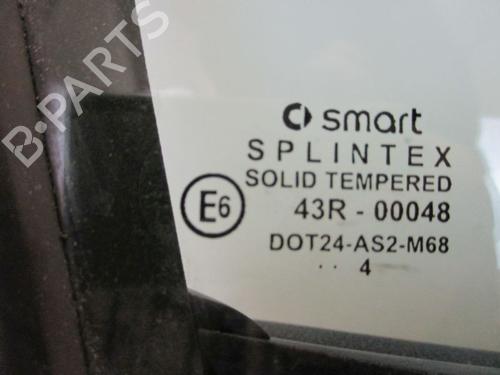 B-PARTS
smart
SPLINTEX
SOLID TEMPERED
E6
43R - 00048
DOT24-AS2-M68
.. 4